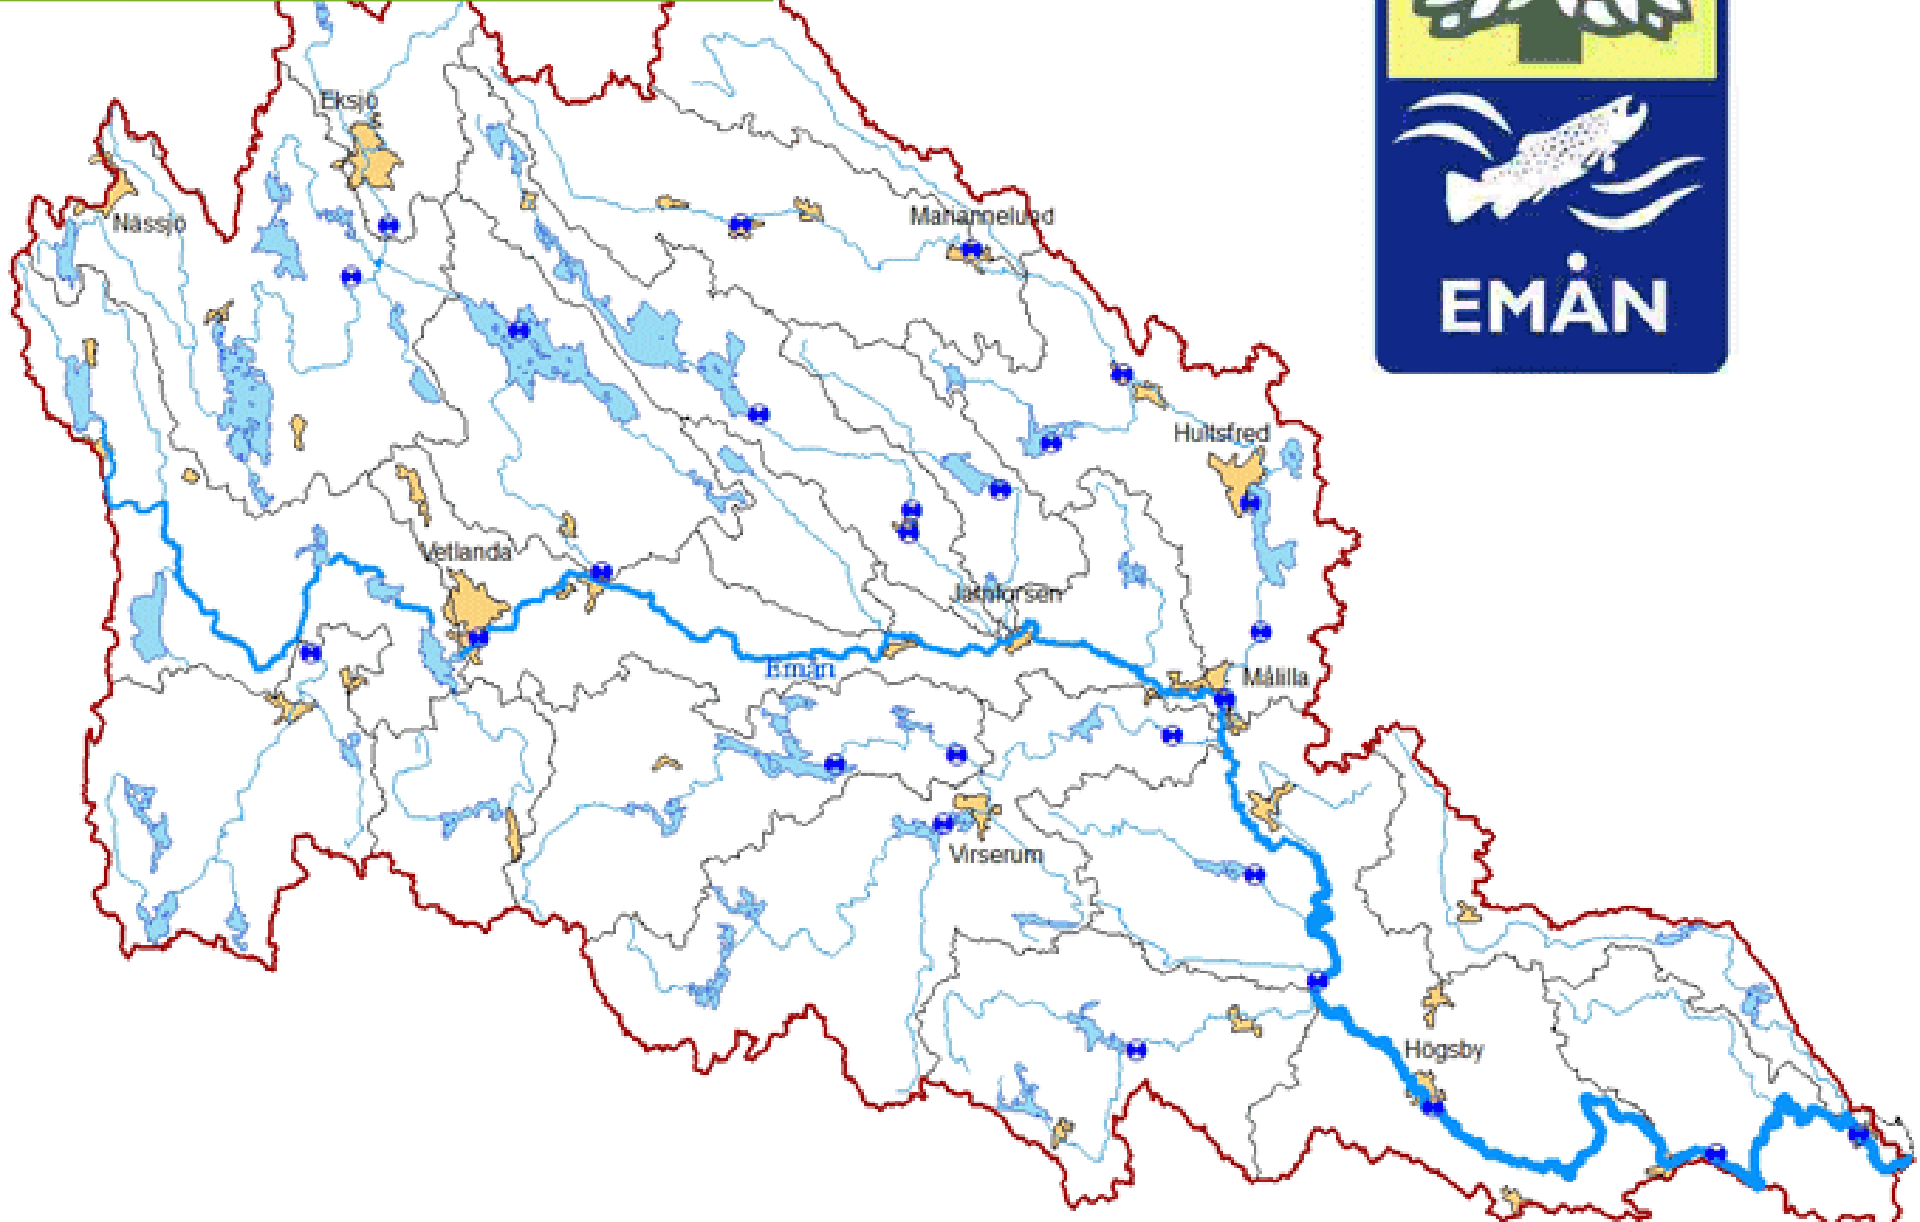 Eksjö
Nässjö
Mariannelund
Hultsfred
Vetlanda
Järnforsen
Emån
Målilla
Virserum
Högsby
EMÅN